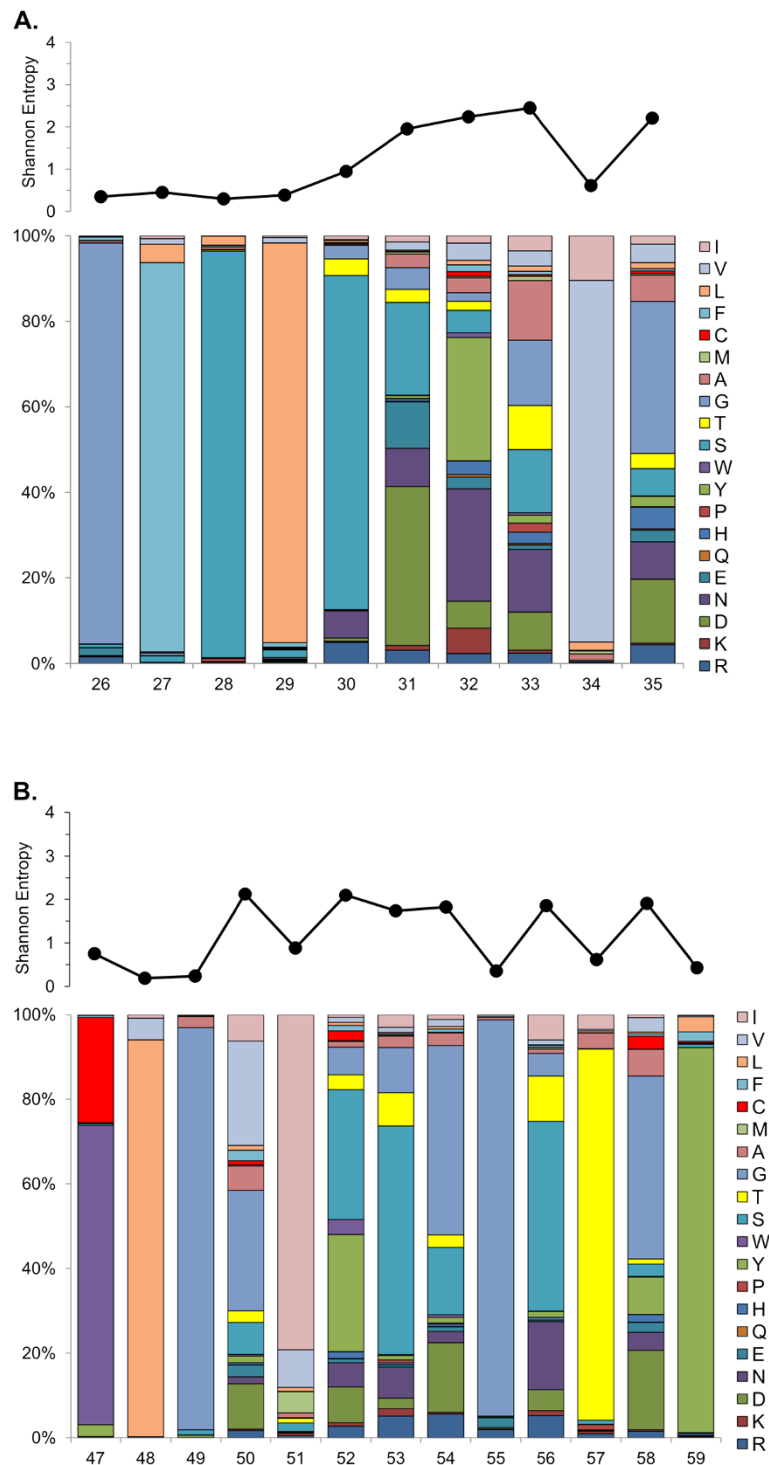 A.
Shannon Entropy
4
3
2
1
0
100%
80%
60%
40%
20%
0%
26 27 28 29 30 31 32 33 34 35
I
V
L
F
C
M
A
G
T
S
W
Y
P
H
Q
E
N
D
K
R
B.
Shannon Entropy
4
3
2
1
0
100%
80%
60%
40%
20%
0%
47 48 49 50 51 52 53 54 55 56 57 58 59
I
V
L
F
C
M
A
G
T
S
W
Y
P
H
Q
E
N
D
K
R